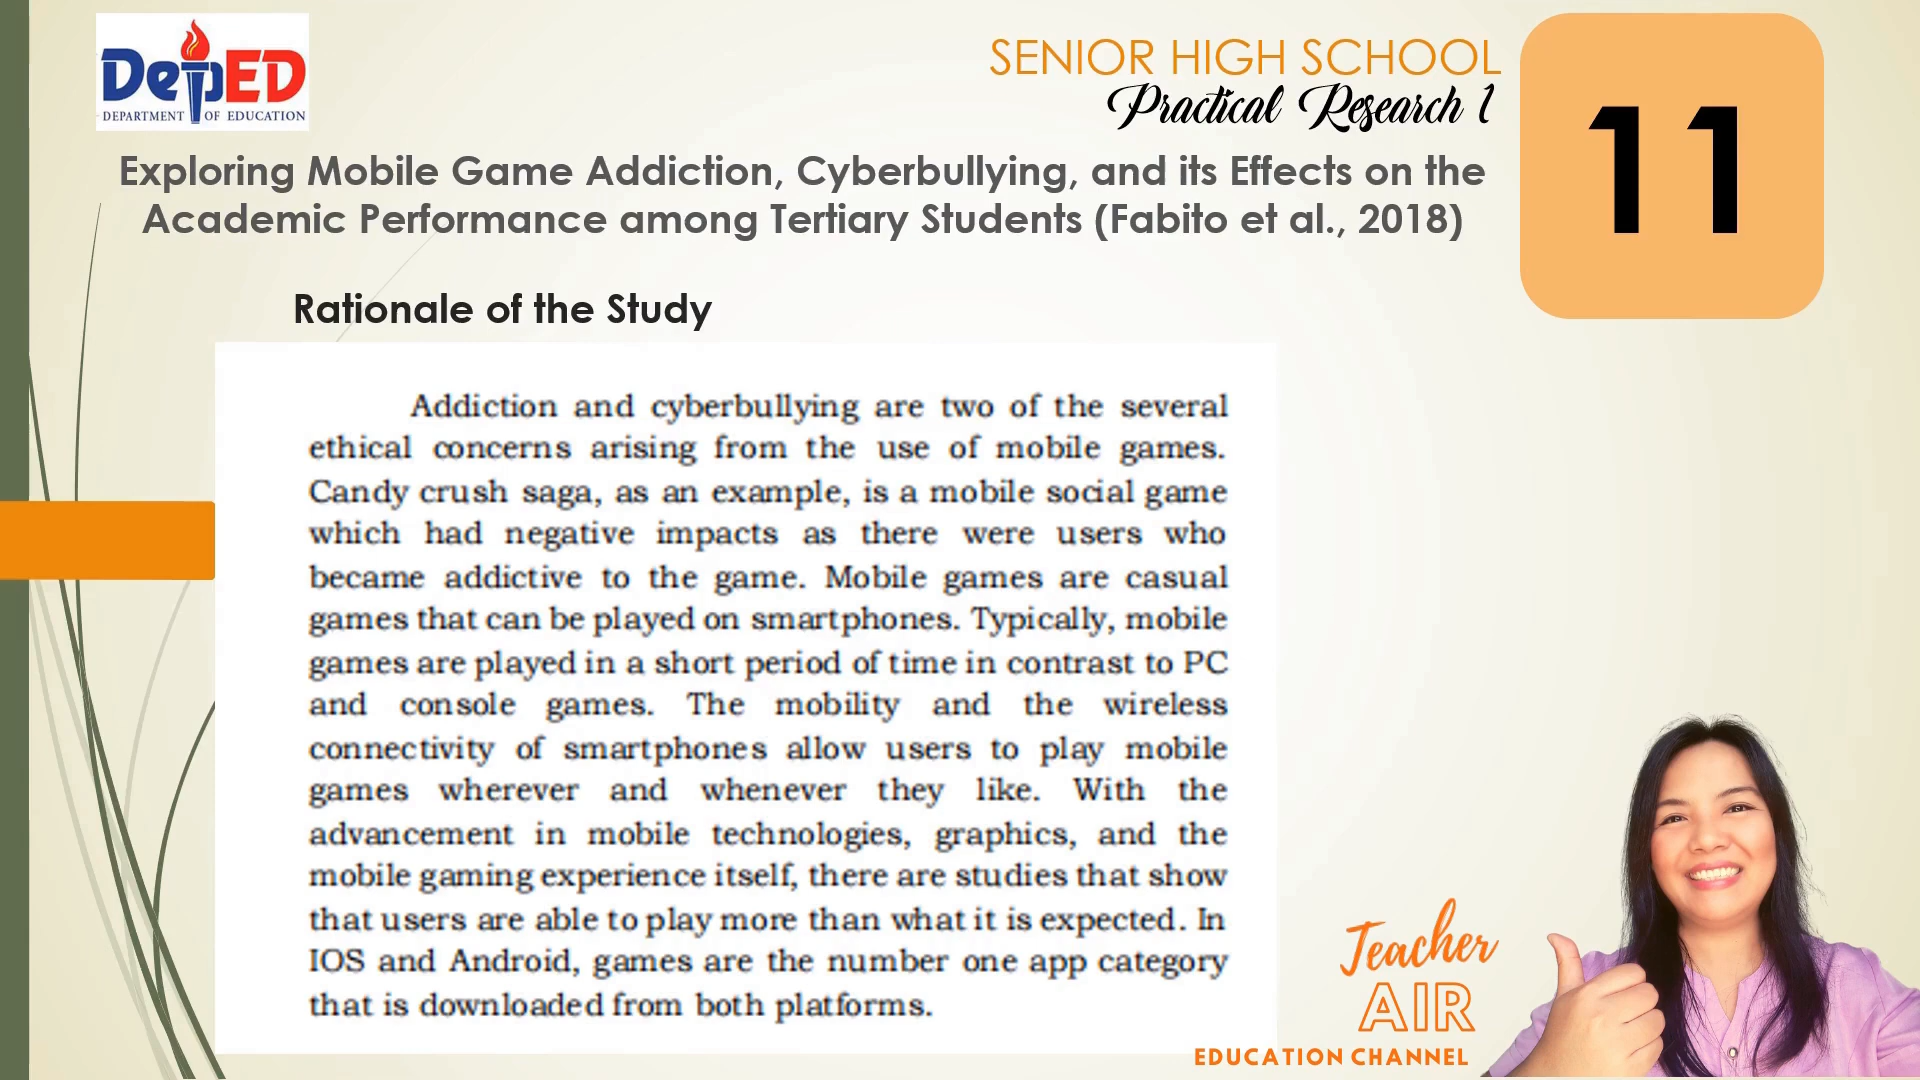 DepED
DEPARTMENT OF EDUCATION
SENIOR HIGH SCHOOL
Practical Research 1
11
Exploring Mobile Game Addiction, Cyberbullying, and its Effects on the
Academic Performance among Tertiary Students (Fabito et al., 2018)
Rationale of the Study
Addiction and cyberbullying are two of the several
ethical concerns arising from the use of mobile games.
Candy crush saga, as an example, is a mobile social game
which had negative impacts as there were users who
became addictive to the game. Mobile games are casual
games that can be played on smartphones. Typically, mobile
games are played in a short period of time in contrast to PC
and console games. The mobility and the wireless
connectivity of smartphones allow users to play mobile
games wherever and whenever they like. With the
advancement in mobile technologies, graphics, and the
mobile gaming experience itself, there are studies that show
that users are able to play more than what it is expected. In
IOS and Android, games are the number one app category
that is downloaded from both platforms.
Teacher
AIR
EDUCATION CHANNEL